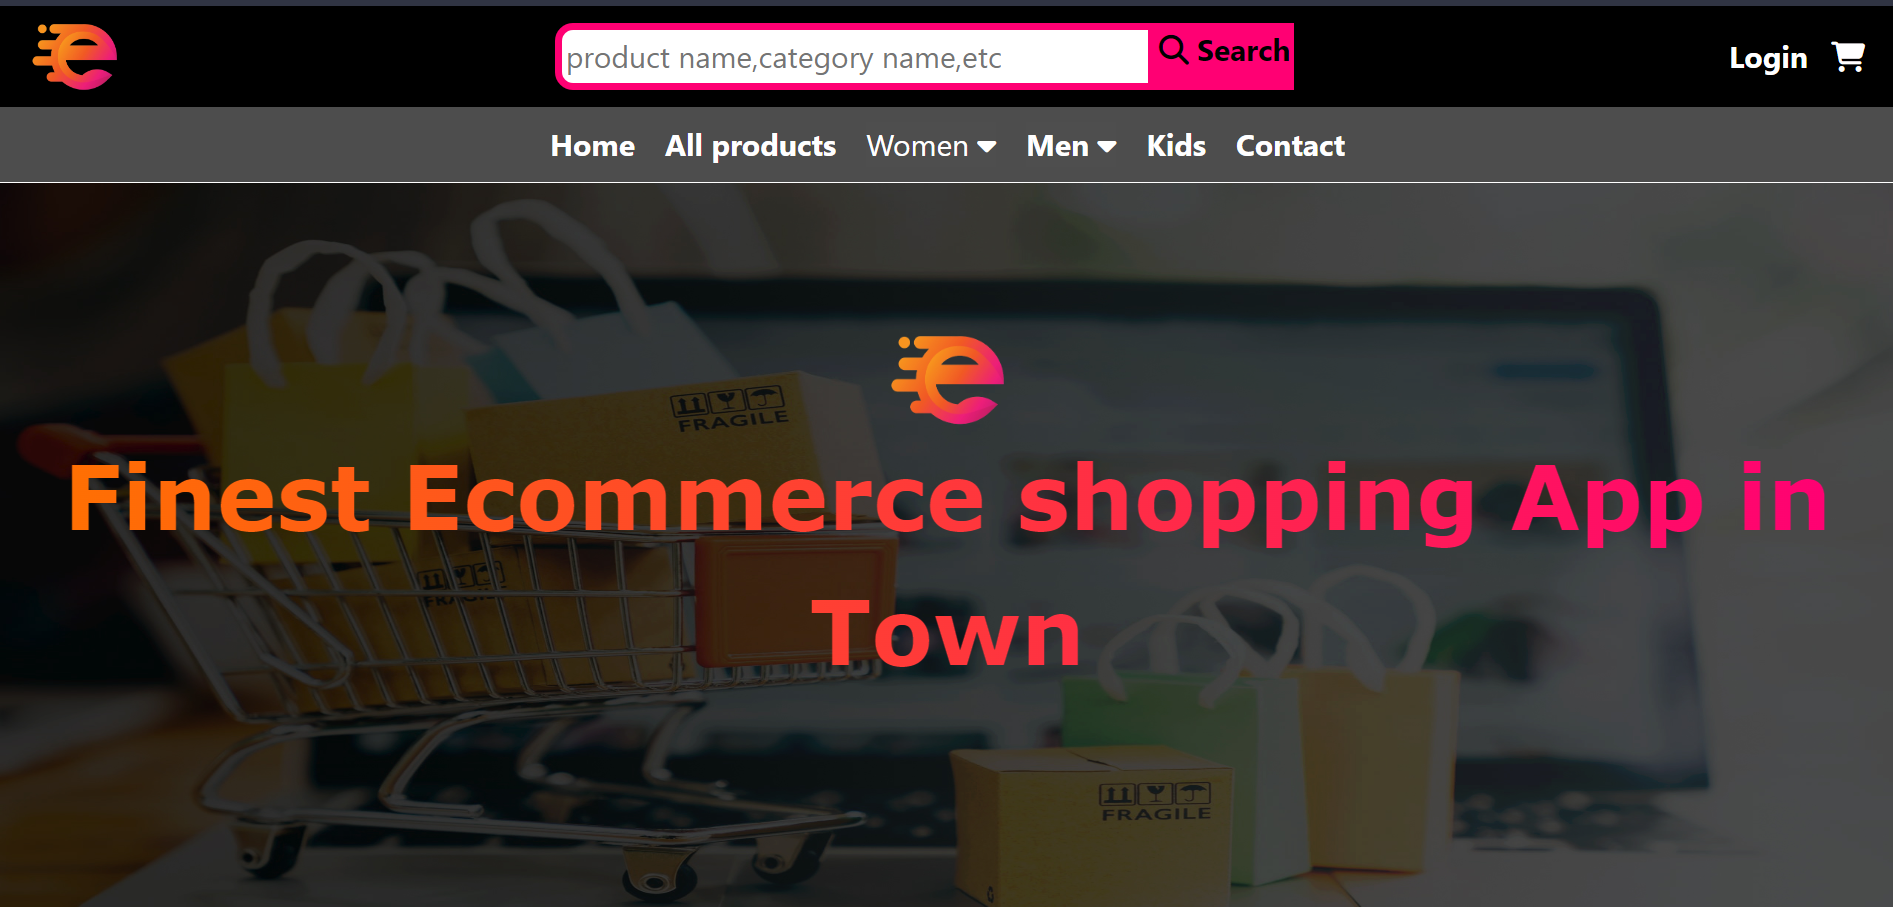 product name,category name,etc
Search
Login
Home All products Women Men Kids Contact
FRAGILE
Finest Ecommerce shopping App in
Town
FRAGILE